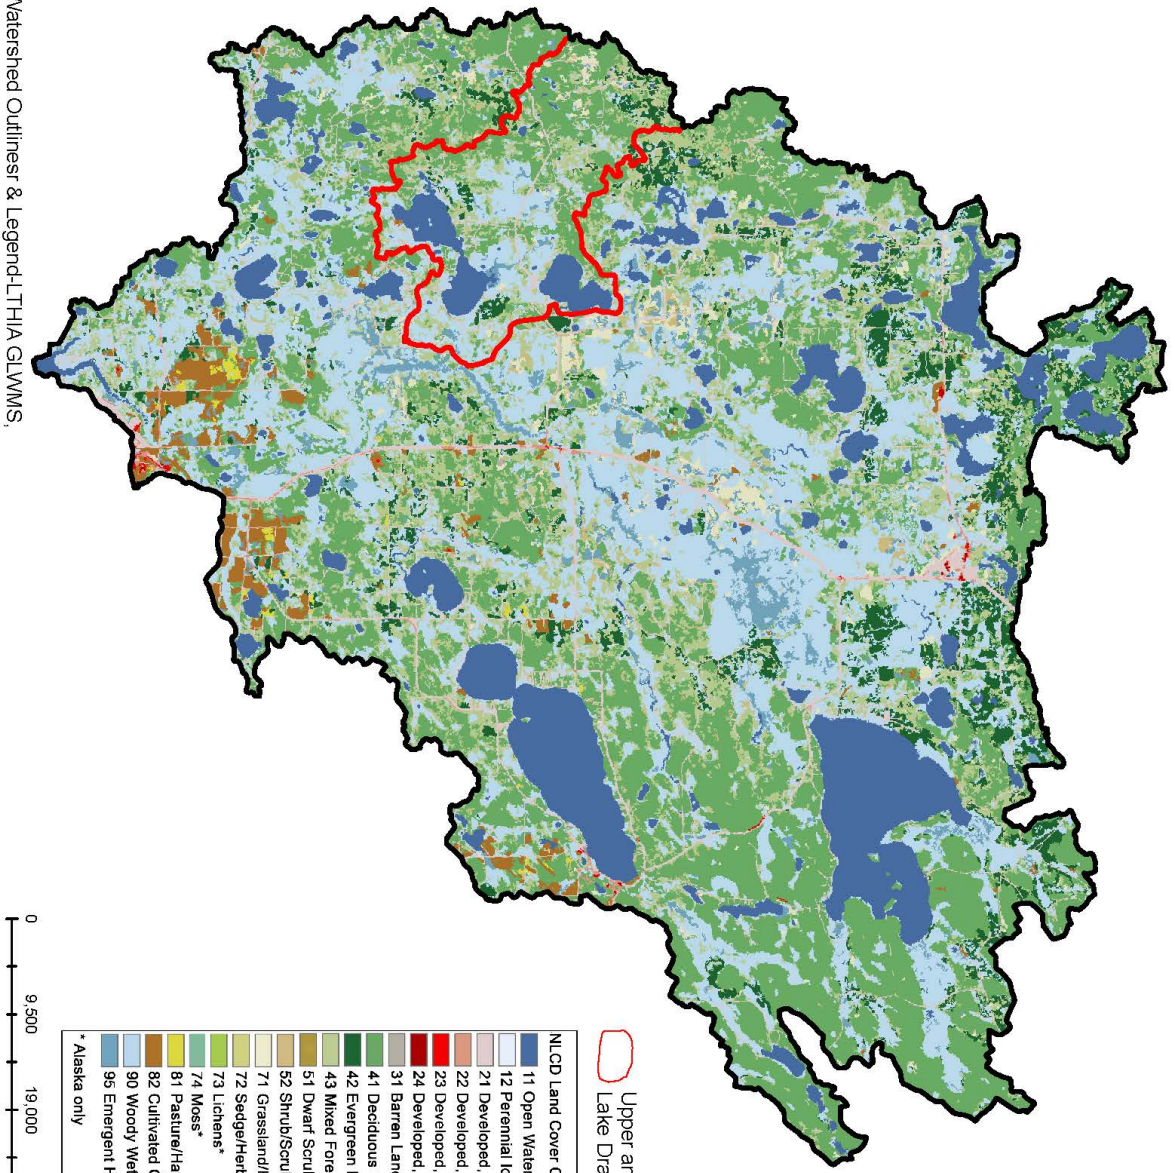 Watershed Outlines & Legend-LTHIA GLWMS,
Upper an
Lake Dra
NLCD Land Cover C
11 Open Water
12 Perennial Ic
21 Developed,
22 Developed,
23 Developed,
24 Developed,
31 Barren Lan
41 Deciduous
42 Evergreen
43 Mixed Fore
51 Dwarf Scru
52 Shrub/Scru
71 Grassland/
72 Sedge/Herb
73 Lichens*
74 Moss*
81 Pasture/Ha
82 Cultivated C
90 Woody Wet
95 Emergent H
* Alaska only
0 9,500 19,000